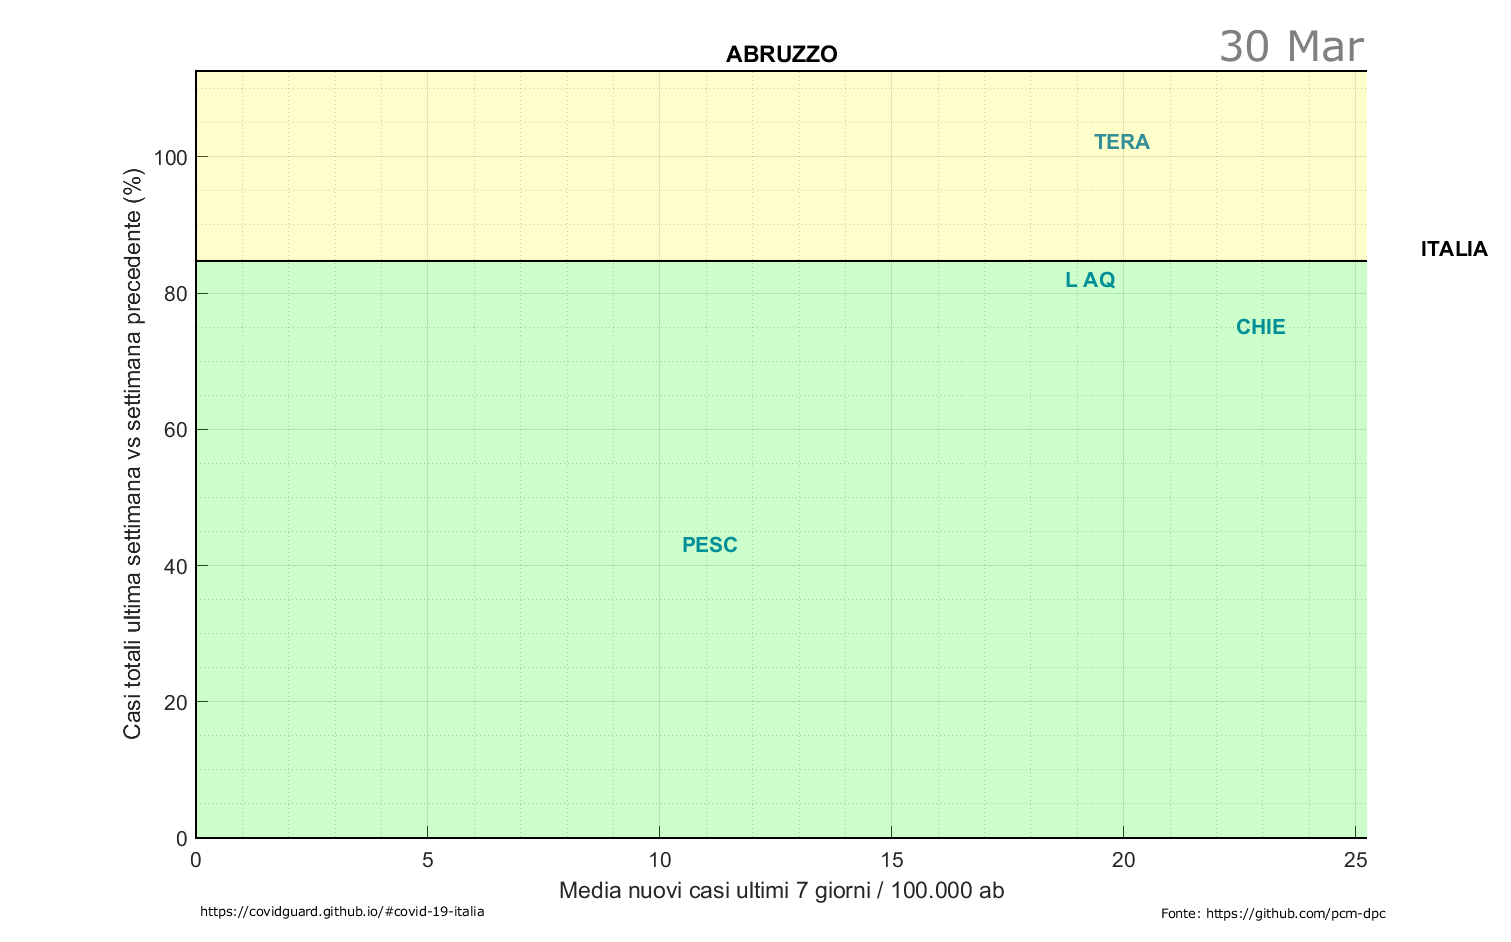 30 Mar
ABRUZZO
Casi totali ultima settimana vs settimana precedente (%)
100
80
60
40
20
0
TERA
ITALIA
L AQ
CHIE
PESC
0 5 10 15 20 25
Media nuovi casi ultimi 7 giorni / 100.000 ab
https://covidguard.github.io/#covid-19-italia
Fonte: https://github.com/pcm-dpc